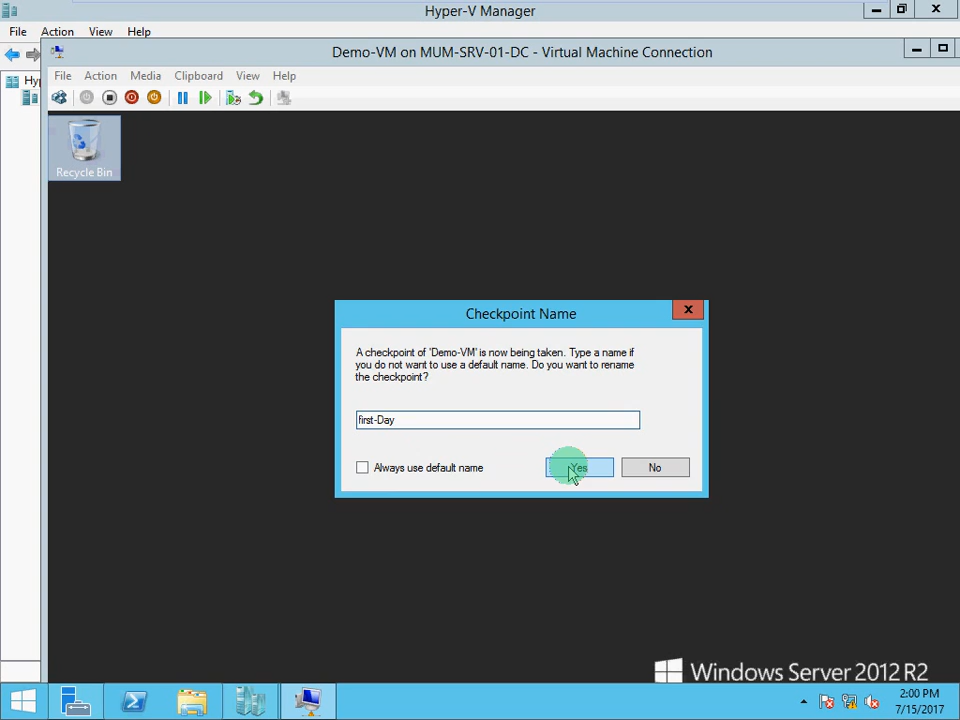 Hyper-V Manager
File Action View Help
Demo-VM on MUM-SRV-01-DC - Virtual Machine Connection
Hyp
File Action Media Clipboard View Help
Recycle Bin
Checkpoint Name
A checkpoint of 'Demo-VM' is now being taken. Type a name if
you do not want to use a default name. Do you want to rename
the checkpoint?
first-Day
Always use default name
Yes
No
Windows Server 2012 R2
2:00 PM
7/15/2017